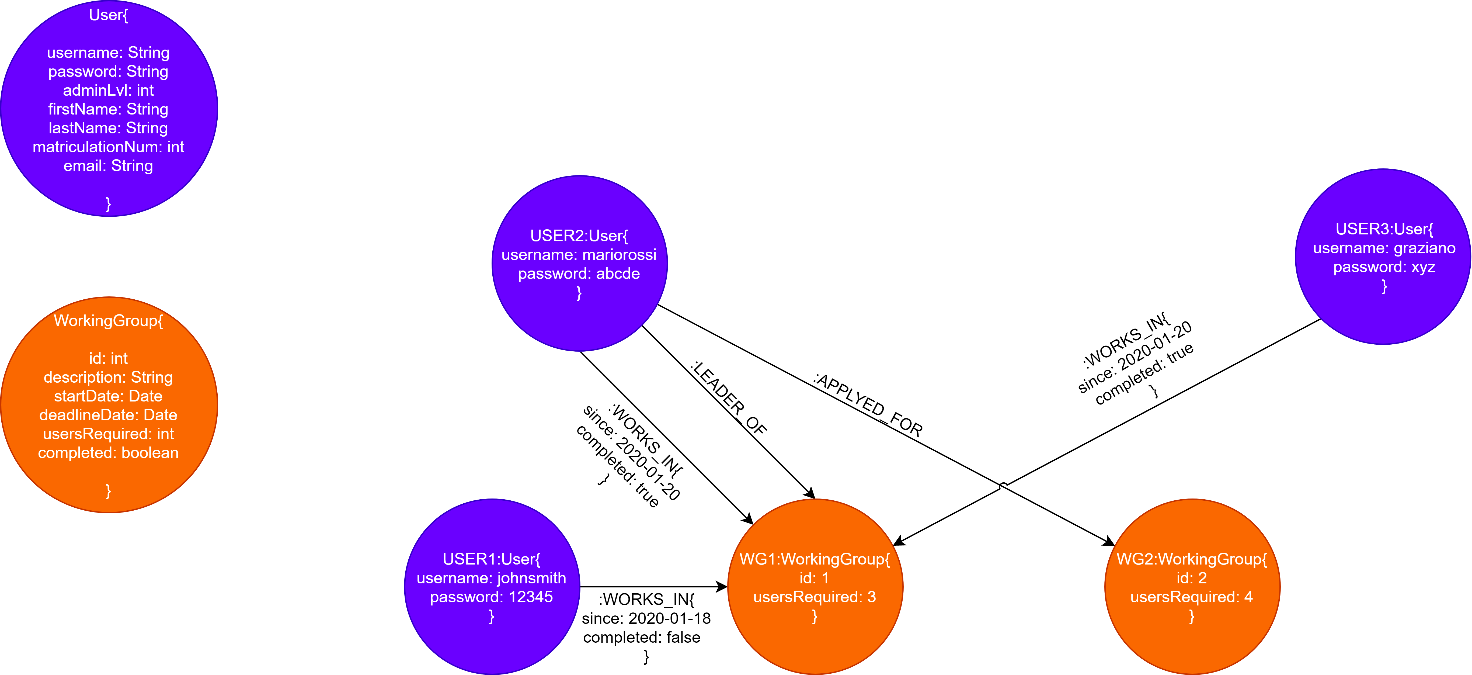 User{
username: String
password: String
adminLvl: int
firstName: String
lastName: String
matriculationNum: int
email: String
}
WorkingGroup{
id: int
description: String
startDate: Date
deadlineDate: Date
usersRequired: int
completed: boolean
}
USER2:User{
username: mariorossi
password: abcde
}
USER3:User{
username: graziano
password: xyz
}
:WORKS_IN{
since: 2020-01-20
completed: true
}
:LEADER_OF
:APPLYED_FOR
:WORKS_IN{
since: 2020-01-20
completed: true
}
USER1:User{
username: johnsmith
password: 12345
}
:WORKS_IN{
since: 2020-01-18
completed: false
}
WG1:WorkingGroup{
id: 1
usersRequired: 3
}
WG2:WorkingGroup{
id: 2
usersRequired: 4
}